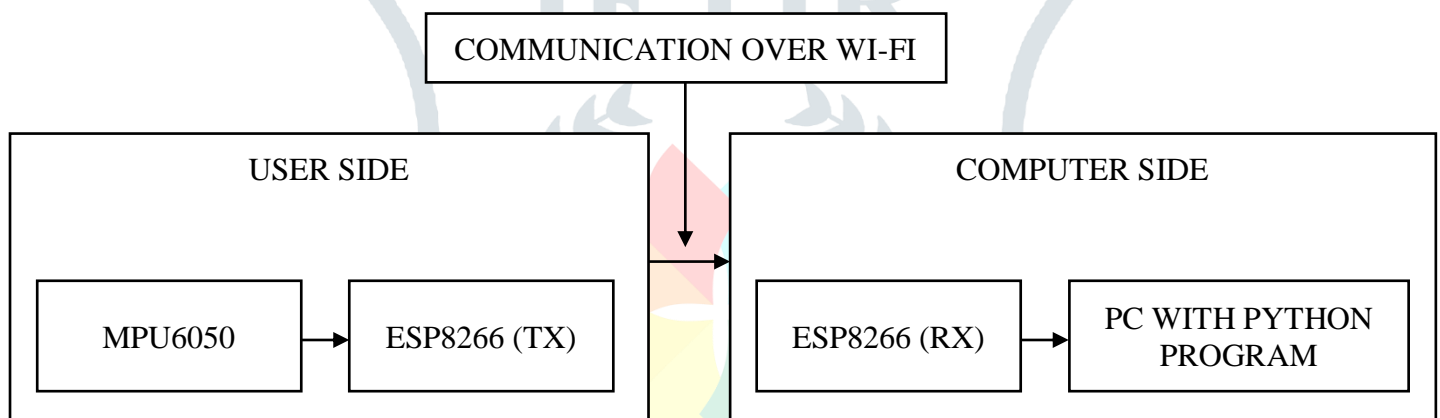 COMMUNICATION OVER WI-FI
USER SIDE
COMPUTER SIDE
MPU6050
ESP8266 (TX)
ESP8266 (RX)
PC WITH PYTHON
PROGRAM